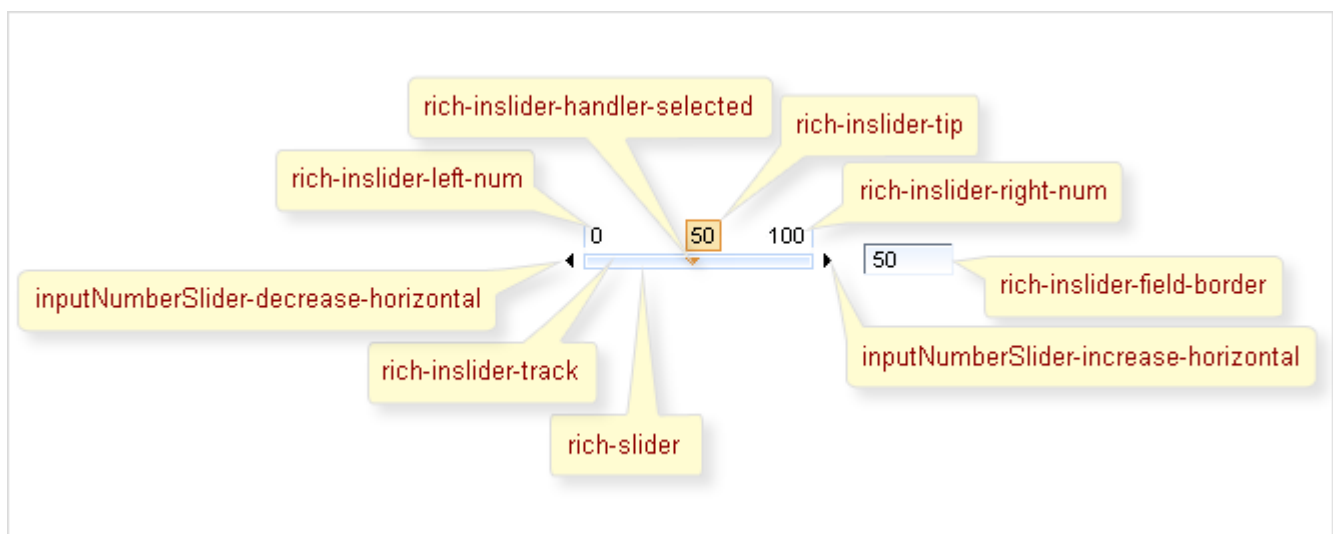 rich-inslider-handler-selected
rich-inslider-tip
rich-inslider-left-num
rich-inslider-right-num
0 50 100
50
inputNumberSlider-decrease-horizontal
rich-inslider-field-border
rich-inslider-track
inputNumberSlider-increase-horizontal
rich-slider